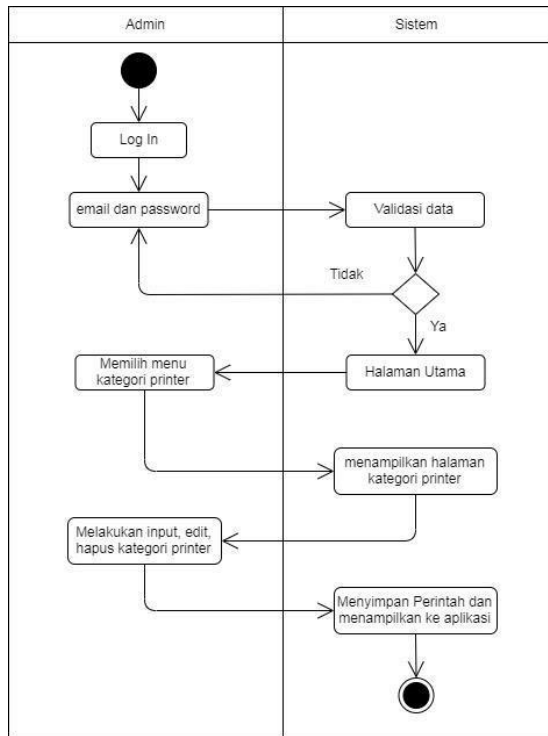 Admin
Sistem
Log In
email dan password
Validasi data
Tidak
Ya
Memilih menu
kategori printer
Halaman Utama
menampilkan halaman
kategori printer
Melakukan input, edit,
hapus kategori printer
Menyimpan Perintah dan
menampilkan ke aplikasi